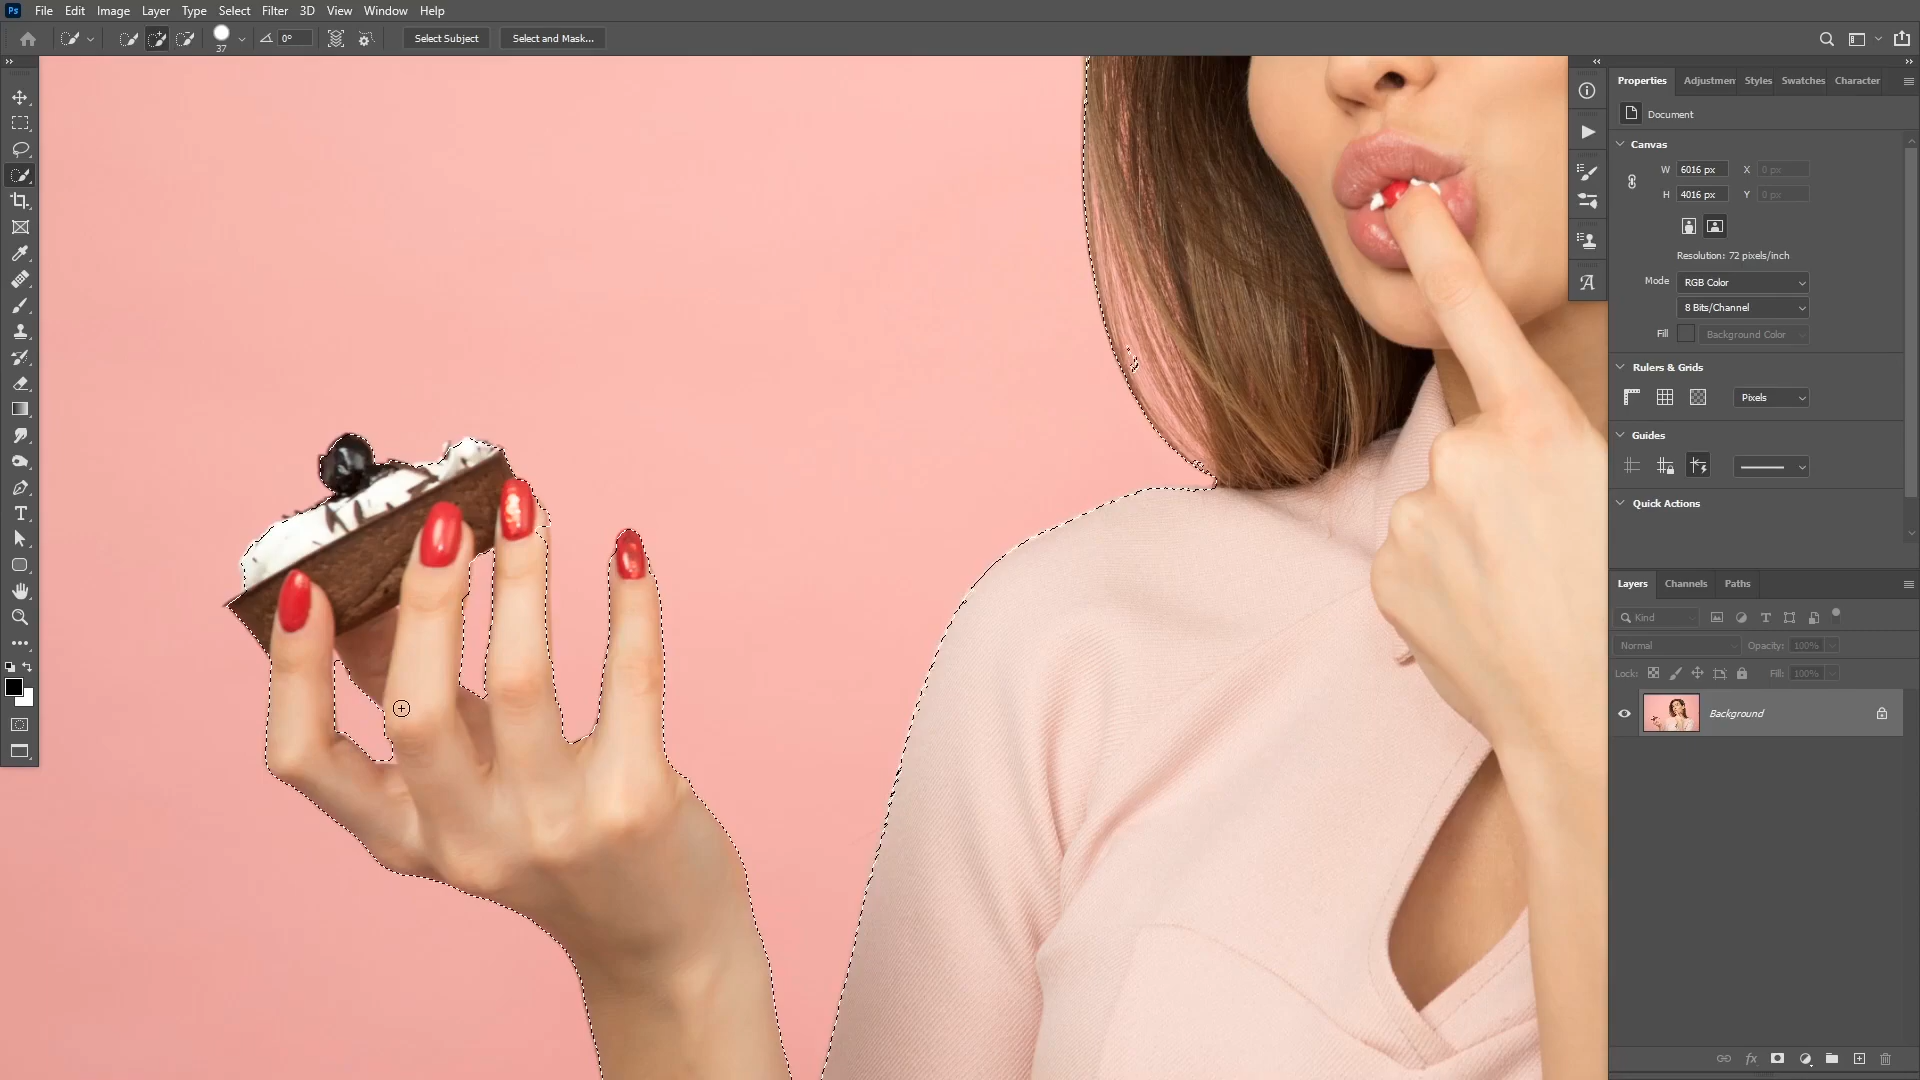 Ps File Edit Image Layer Type Select Filter 3D View Window Help
37 0° Select Subject Select and Mask...
Properties Adjustmen Styles Swatches Character
Document
Canvas
W 6016 px X 0 px
H 4016 px Y 0 px
Resolution: 72 pixels/inch
Mode RGB Color
8 Bits/Channel
Fill Background Color
Rulers & Grids
Pixels
Guides
Quick Actions
Layers Channels Paths
Kind
Normal Opacity: 100%
Lock: Fill: 100%
Background